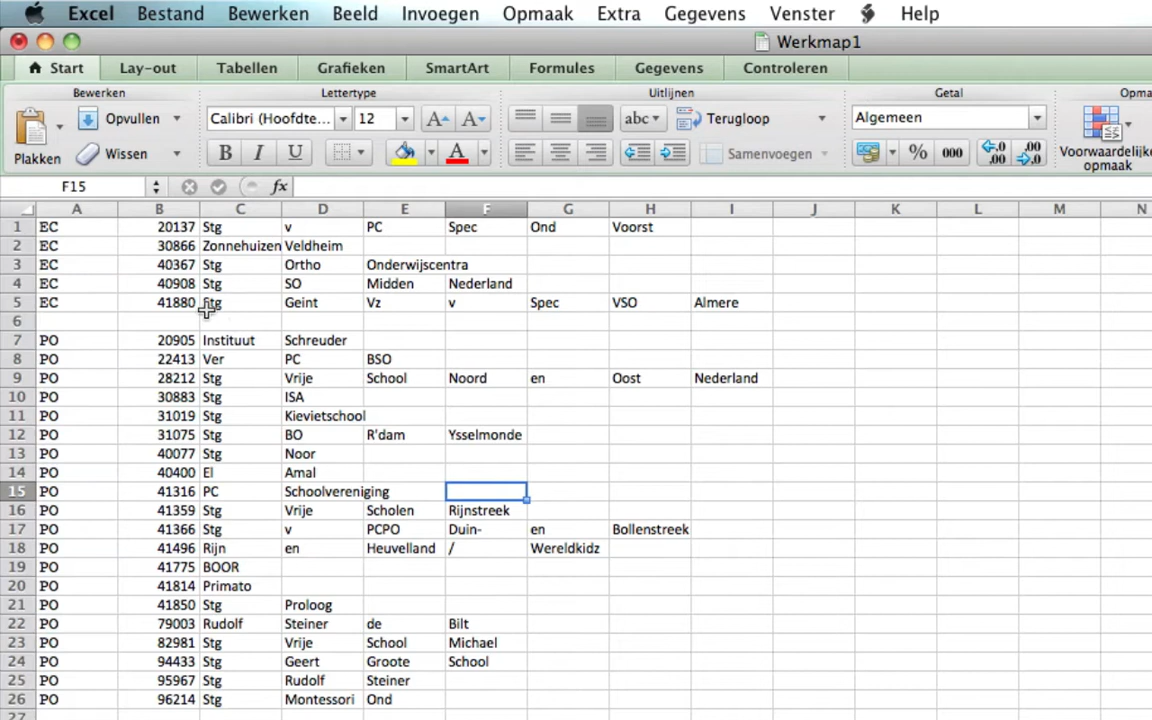 Excel Bestand Bewerken Beeld Invoegen Opmaak Extra Gegevens Venster Help
Werkmap1
Start Lay-out Tabellen Grafieken SmartArt Formules Gegevens Controleren
Bewerken Lettertype Uitlijnen Getal Opma
Plakken Opvullen Calibri (Hoofdte... 12 A A abc Terugloop Algemeen
Wissen B I U A Samenvoegen % 000 ,0 ,00 ,00 ,0 Voorwaardelijke opmaak
F15 fx
A B C D E F G H I J K L M N
1 EC 20137 Stg v PC Spec Ond Voorst
2 EC 30866 Zonnehuizen Veldheim
3 EC 40367 Stg Ortho Onderwijscentra
4 EC 40908 Stg SO Midden Nederland
5 EC 41880 Stg Geint Vz v Spec VSO Almere
6
7 PO 20905 Instituut Schreuder
8 PO 22413 Ver PC BSO
9 PO 28212 Stg Vrije School Noord en Oost Nederland
10 PO 30883 Stg ISA
11 PO 31019 Stg Kievietschool
12 PO 31075 Stg BO R'dam Ysselmonde
13 PO 40077 Stg Noor
14 PO 40400 El Amal
15 PO 41316 PC Schoolvereniging
16 PO 41359 Stg Vrije Scholen Rijnstreek
17 PO 41366 Stg v PCPO Duin- en Bollenstreek
18 PO 41496 Rijn en Heuvelland / Wereldkidz
19 PO 41775 BOOR
20 PO 41814 Primato
21 PO 41850 Stg Proloog
22 PO 79003 Rudolf Steiner de Bilt
23 PO 82981 Stg Vrije School Michael
24 PO 94433 Stg Geert Groote School
25 PO 95967 Stg Rudolf Steiner
26 PO 96214 Stg Montessori Ond
27